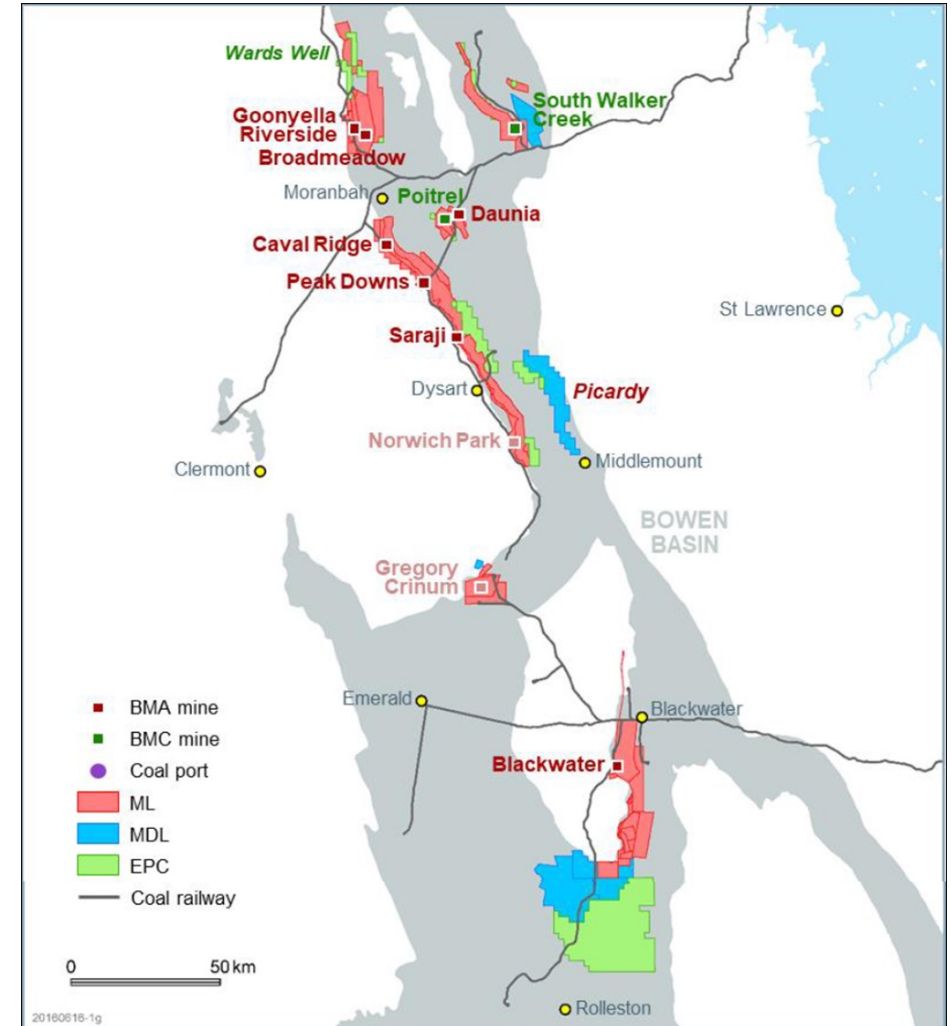 Wards Well
Goonyella
Riverside
Broadmeadow
South Walker
Creek
Moranbah
Poitrel
Daunia
Caval Ridge
Peak Downs
St Lawrence
Saraji
Dysart
Picardy
Norwich Park
Middlemount
Clermont
BOWEN
BASIN
Gregory
Crinum
Emerald
Blackwater
Blackwater
BMA mine
BMC mine
Coal port
ML
MDL
EPC
Coal railway
0 50 km
Rolleston
20160616-1g